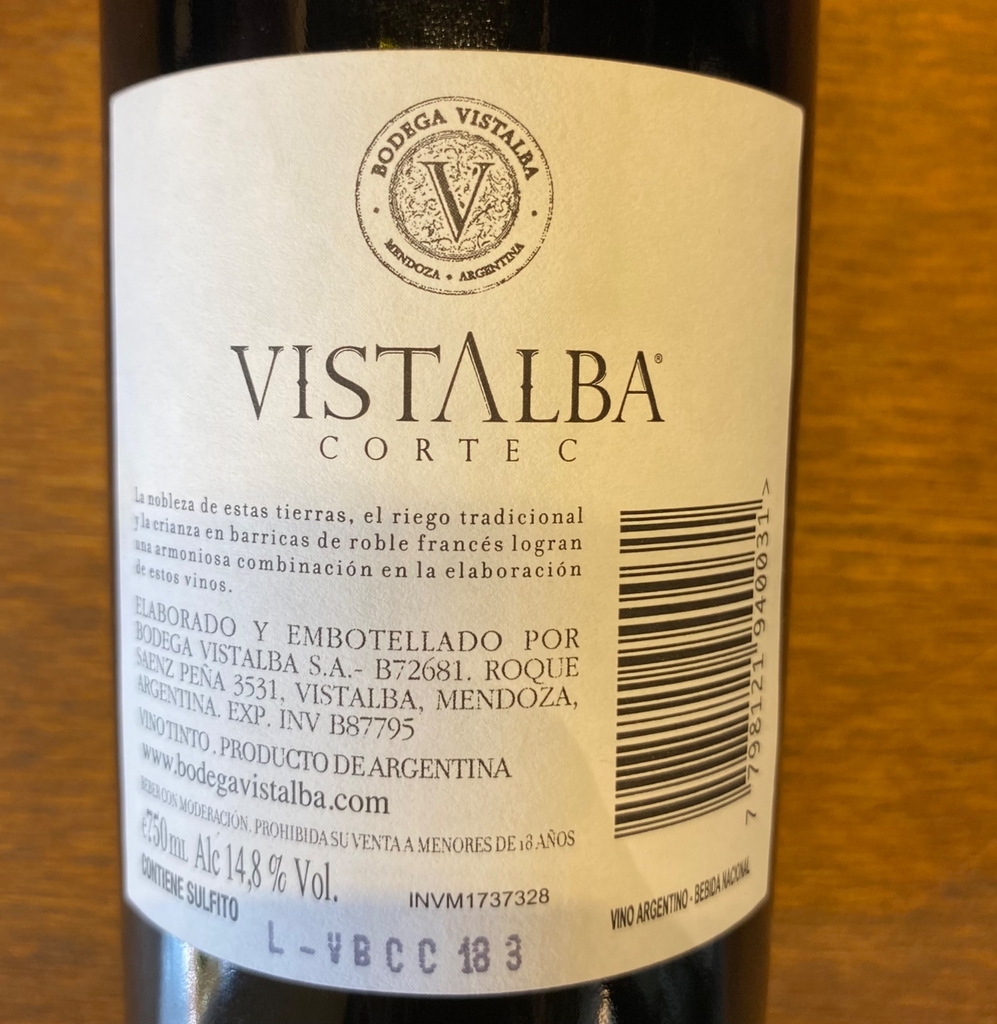 BODEGA VISTALBA
V
MENDOZA • ARGENTINA
VISTALBA®
CORTE C
La nobleza de estas tierras, el riego tradicional
y la crianza en barricas de roble francés logran
una armoniosa combinación en la elaboración
de estos vinos.
ELABORADO Y EMBOTELLADO POR
BODEGA VISTALBA S.A.- B72681. ROQUE
SAENZ PEÑA 3531, VISTALBA, MENDOZA,
ARGENTINA. EXP. INV B87795
VINO TINTO . PRODUCTO DE ARGENTINA
www.bodegavistalba.com
BEBER CON MODERACIÓN. PROHIBIDA SU VENTA A MENORES DE 18 AÑOS
e750 mL Alc 14,8 % Vol.
CONTIENE SULFITO
INVM1737328
L-VBCC 183
7 798121 940031 >
VINO ARGENTINO - BEBIDA NACIONAL